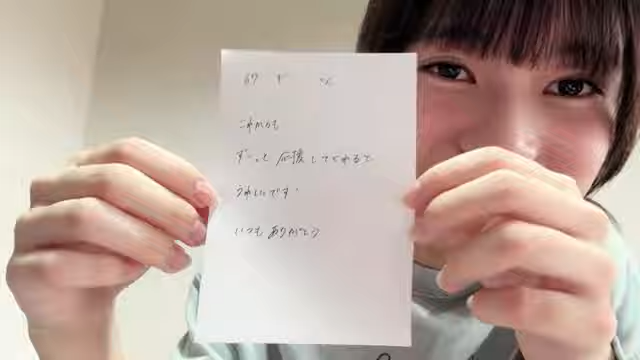 これからも
ずっと応援してくれると
うれしいです
いつもありがとう